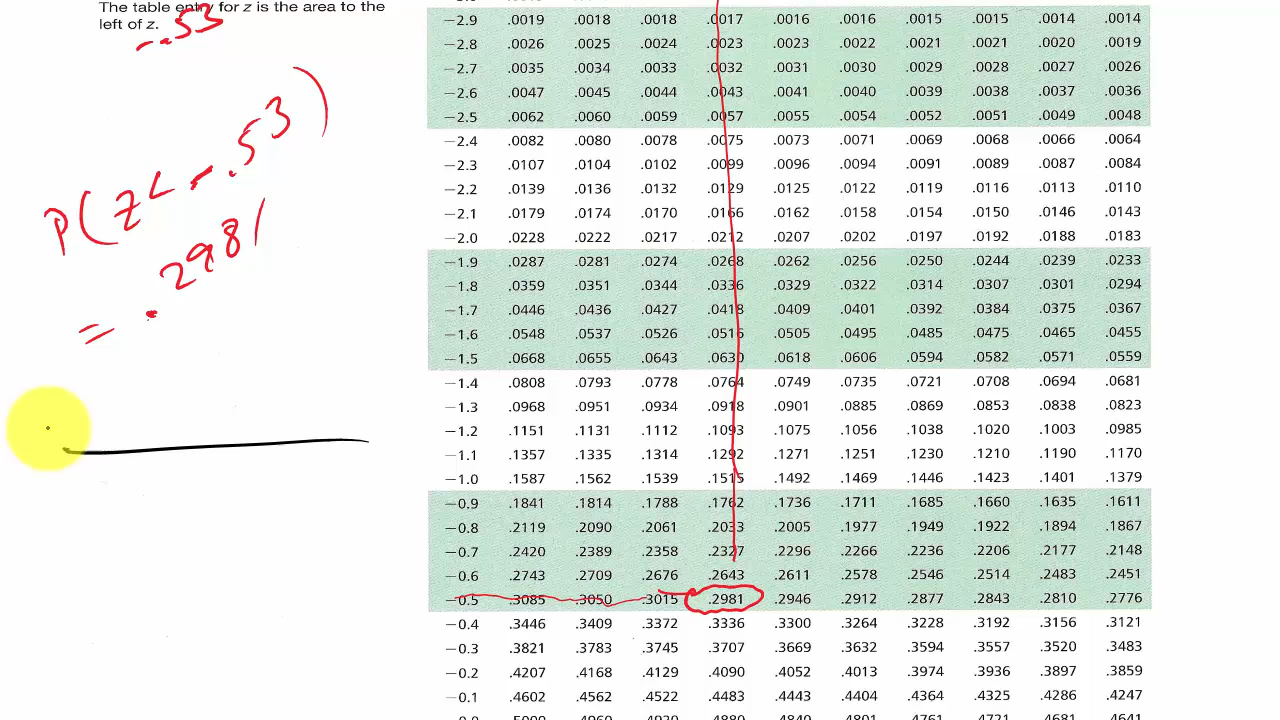 The table entry for z is the area to the
left of z.
-.53
P(Z<-.53)
= .2981
−2.9 .0019 .0018 .0018 .0017 .0016 .0016 .0015 .0015 .0014 .0014
−2.8 .0026 .0025 .0024 .0023 .0023 .0022 .0021 .0021 .0020 .0019
−2.7 .0035 .0034 .0033 .0032 .0031 .0030 .0029 .0028 .0027 .0026
−2.6 .0047 .0045 .0044 .0043 .0041 .0040 .0039 .0038 .0037 .0036
−2.5 .0062 .0060 .0059 .0057 .0055 .0054 .0052 .0051 .0049 .0048
−2.4 .0082 .0080 .0078 .0075 .0073 .0071 .0069 .0068 .0066 .0064
−2.3 .0107 .0104 .0102 .0099 .0096 .0094 .0091 .0089 .0087 .0084
−2.2 .0139 .0136 .0132 .0129 .0125 .0122 .0119 .0116 .0113 .0110
−2.1 .0179 .0174 .0170 .0166 .0162 .0158 .0154 .0150 .0146 .0143
−2.0 .0228 .0222 .0217 .0212 .0207 .0202 .0197 .0192 .0188 .0183
−1.9 .0287 .0281 .0274 .0268 .0262 .0256 .0250 .0244 .0239 .0233
−1.8 .0359 .0351 .0344 .0336 .0329 .0322 .0314 .0307 .0301 .0294
−1.7 .0446 .0436 .0427 .0418 .0409 .0401 .0392 .0384 .0375 .0367
−1.6 .0548 .0537 .0526 .0516 .0505 .0495 .0485 .0475 .0465 .0455
−1.5 .0668 .0655 .0643 .0630 .0618 .0606 .0594 .0582 .0571 .0559
−1.4 .0808 .0793 .0778 .0764 .0749 .0735 .0721 .0708 .0694 .0681
−1.3 .0968 .0951 .0934 .0918 .0901 .0885 .0869 .0853 .0838 .0823
−1.2 .1151 .1131 .1112 .1093 .1075 .1056 .1038 .1020 .1003 .0985
−1.1 .1357 .1335 .1314 .1292 .1271 .1251 .1230 .1210 .1190 .1170
−1.0 .1587 .1562 .1539 .1515 .1492 .1469 .1446 .1423 .1401 .1379
−0.9 .1841 .1814 .1788 .1762 .1736 .1711 .1685 .1660 .1635 .1611
−0.8 .2119 .2090 .2061 .2033 .2005 .1977 .1949 .1922 .1894 .1867
−0.7 .2420 .2389 .2358 .2327 .2296 .2266 .2236 .2206 .2177 .2148
−0.6 .2743 .2709 .2676 .2643 .2611 .2578 .2546 .2514 .2483 .2451
−0.5 .3085 .3050 .3015 .2981 .2946 .2912 .2877 .2843 .2810 .2776
−0.4 .3446 .3409 .3372 .3336 .3300 .3264 .3228 .3192 .3156 .3121
−0.3 .3821 .3783 .3745 .3707 .3669 .3632 .3594 .3557 .3520 .3483
−0.2 .4207 .4168 .4129 .4090 .4052 .4013 .3974 .3936 .3897 .3859
−0.1 .4602 .4562 .4522 .4483 .4443 .4404 .4364 .4325 .4286 .4247